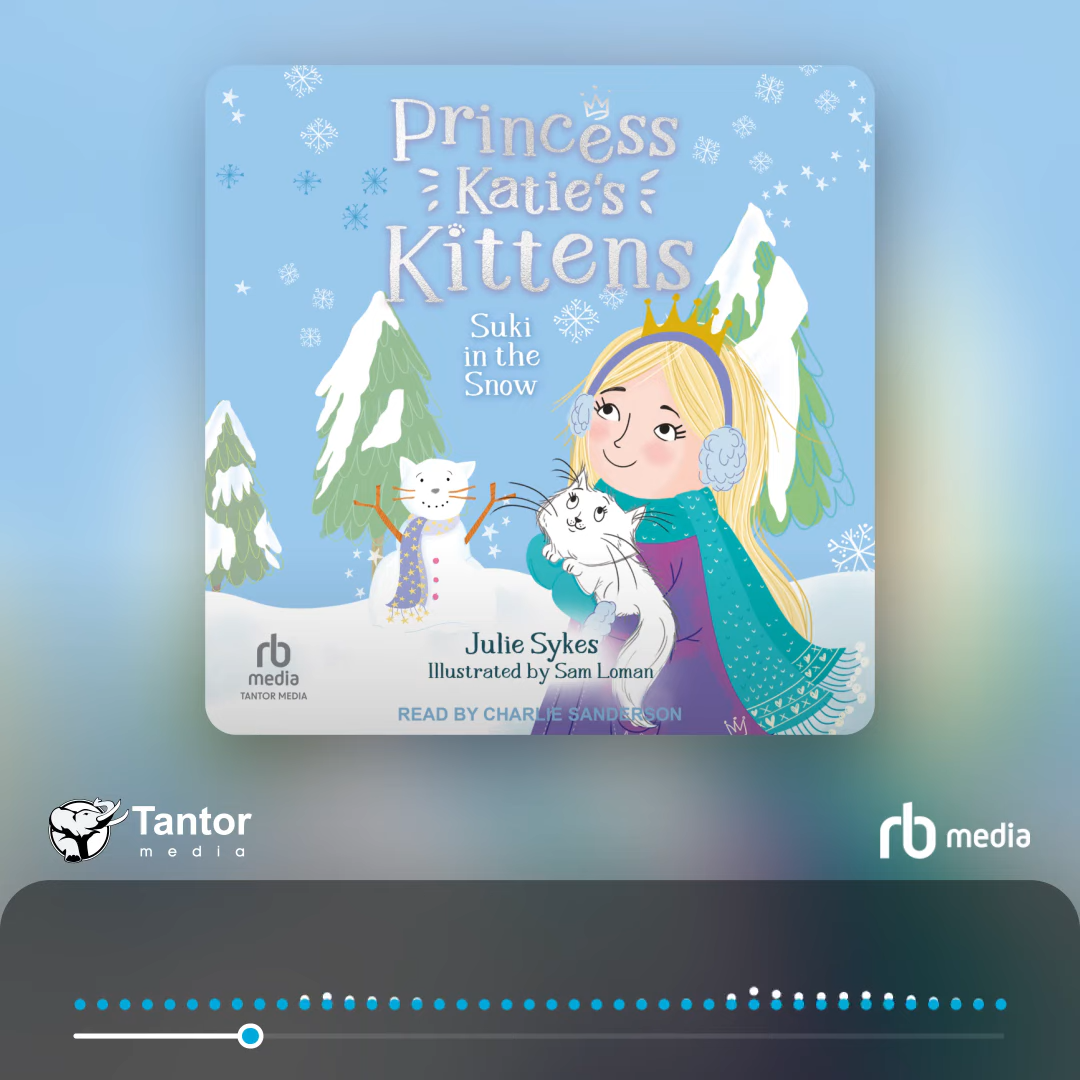 Princess
Katie's
Kittens
Suki
in the
Snow
Julie Sykes
Illustrated by Sam Loman
READ BY CHARLIE SANDERSON
rb
media
TANTOR MEDIA
Tantor
media
rb media